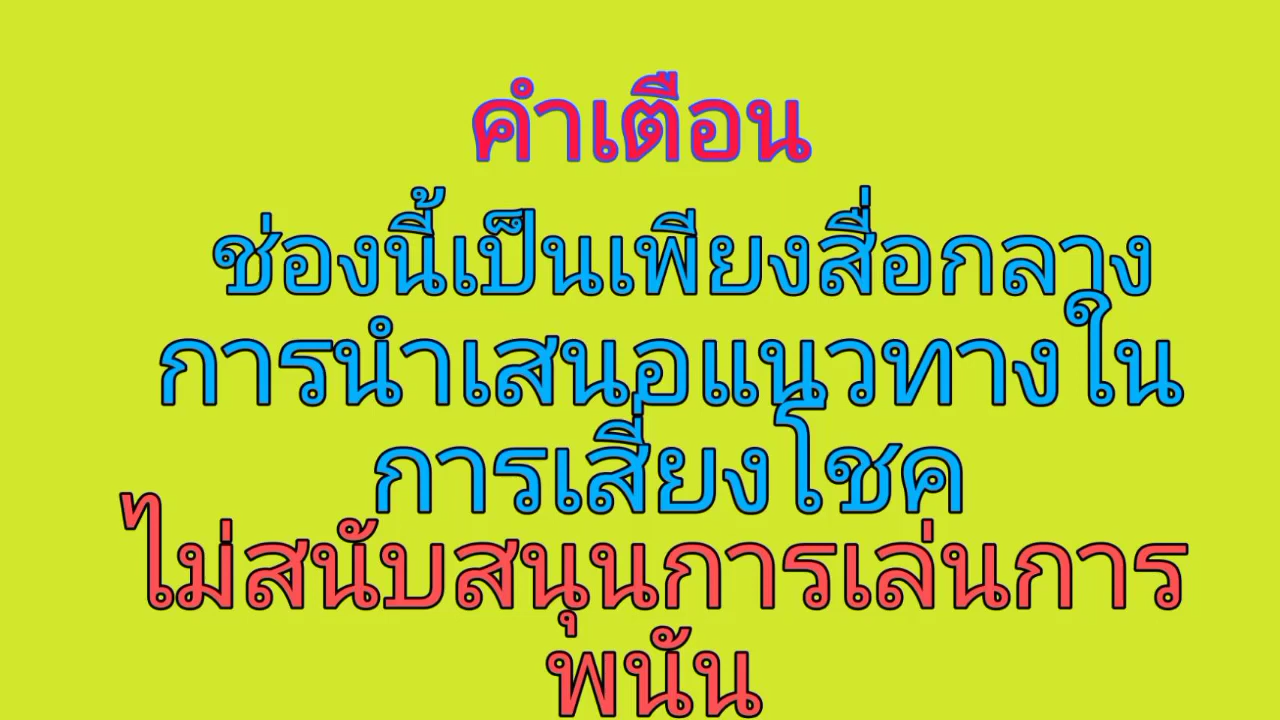 คำเตือน
ช่องนี้เป็นเพียงสื่อกลาง
การนำเสนอแนวทางใน
การเสี่ยงโชค
ไม่สนับสนุนการเล่นการ
พนัน